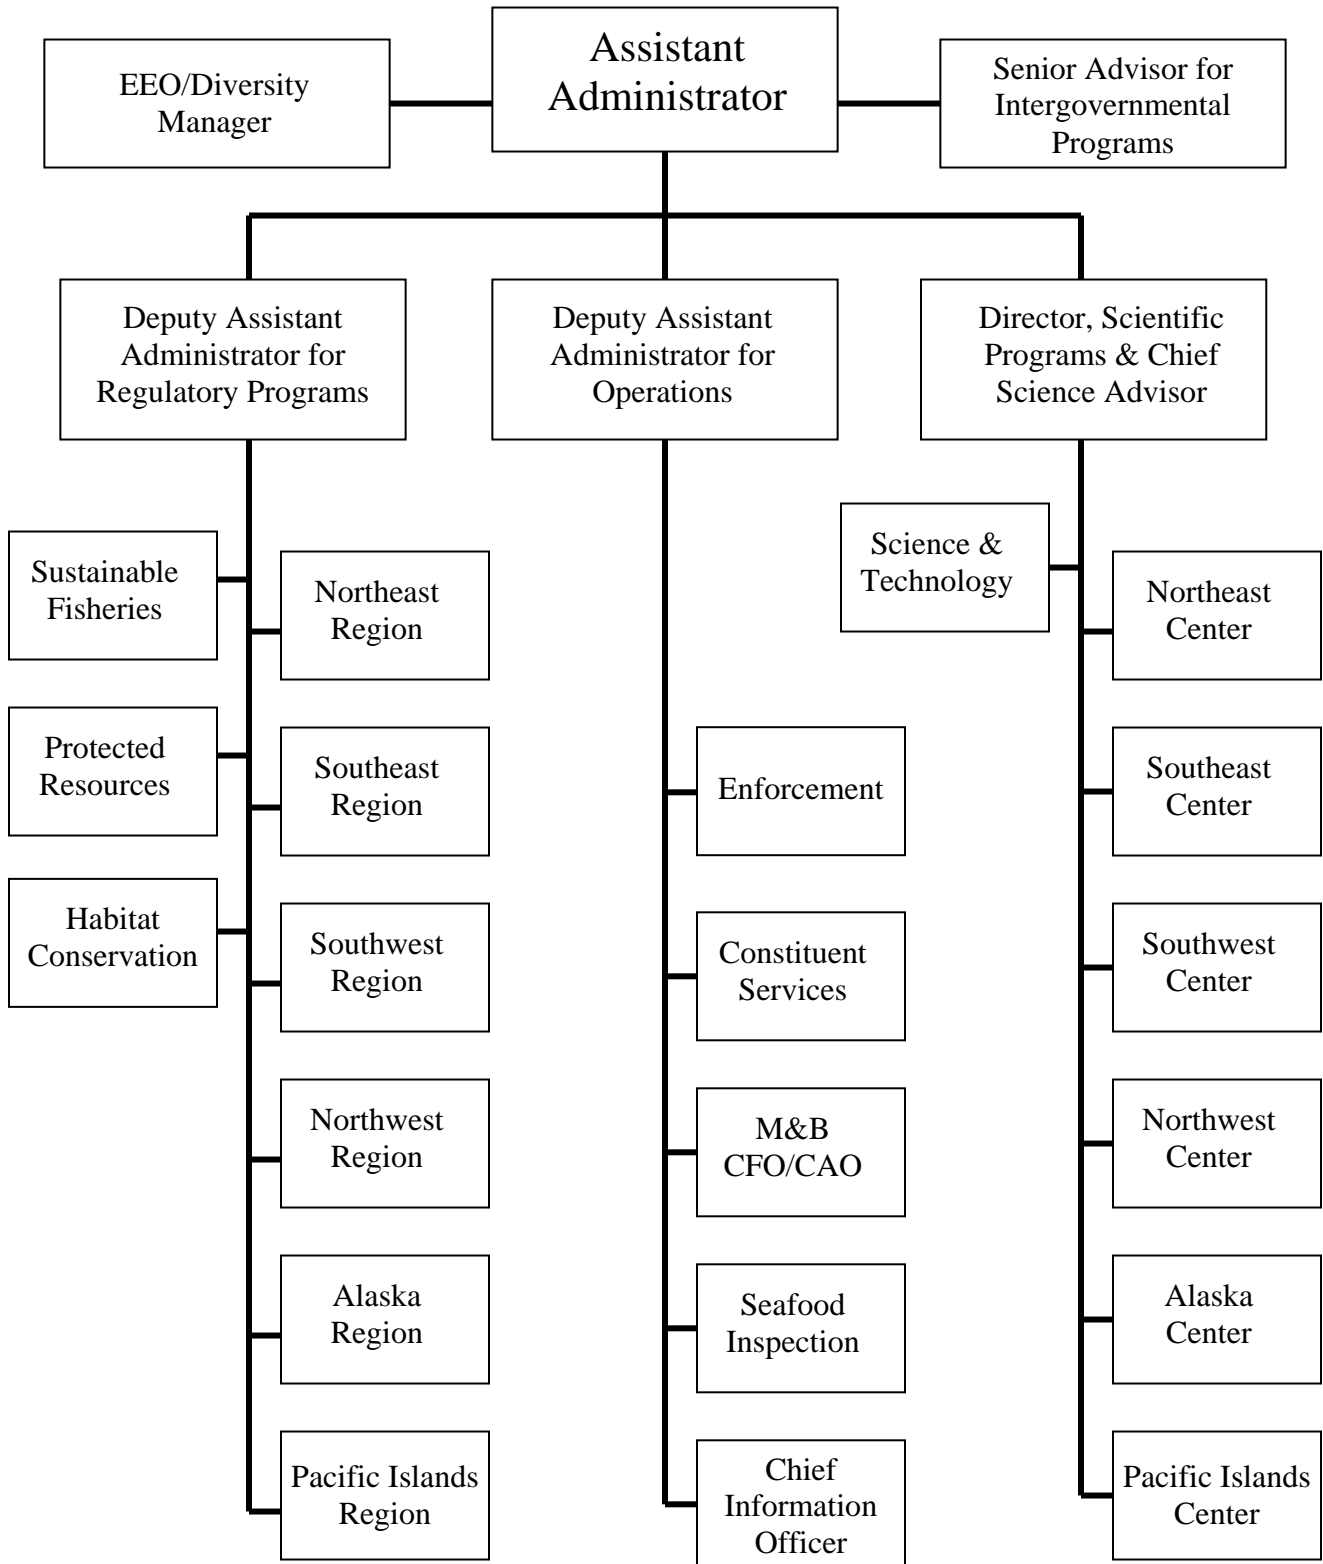 Assistant
Administrator
EEO/Diversity
Manager
Senior Advisor for
Intergovernmental
Programs
Deputy Assistant
Administrator for
Regulatory Programs
Deputy Assistant
Administrator for
Operations
Director, Scientific
Programs & Chief
Science Advisor
Sustainable
Fisheries
Protected
Resources
Habitat
Conservation
Northeast
Region
Southeast
Region
Southwest
Region
Northwest
Region
Alaska
Region
Pacific Islands
Region
Enforcement
Constituent
Services
M&B
CFO/CAO
Seafood
Inspection
Chief
Information
Officer
Science &
Technology
Northeast
Center
Southeast
Center
Southwest
Center
Northwest
Center
Alaska
Center
Pacific Islands
Center